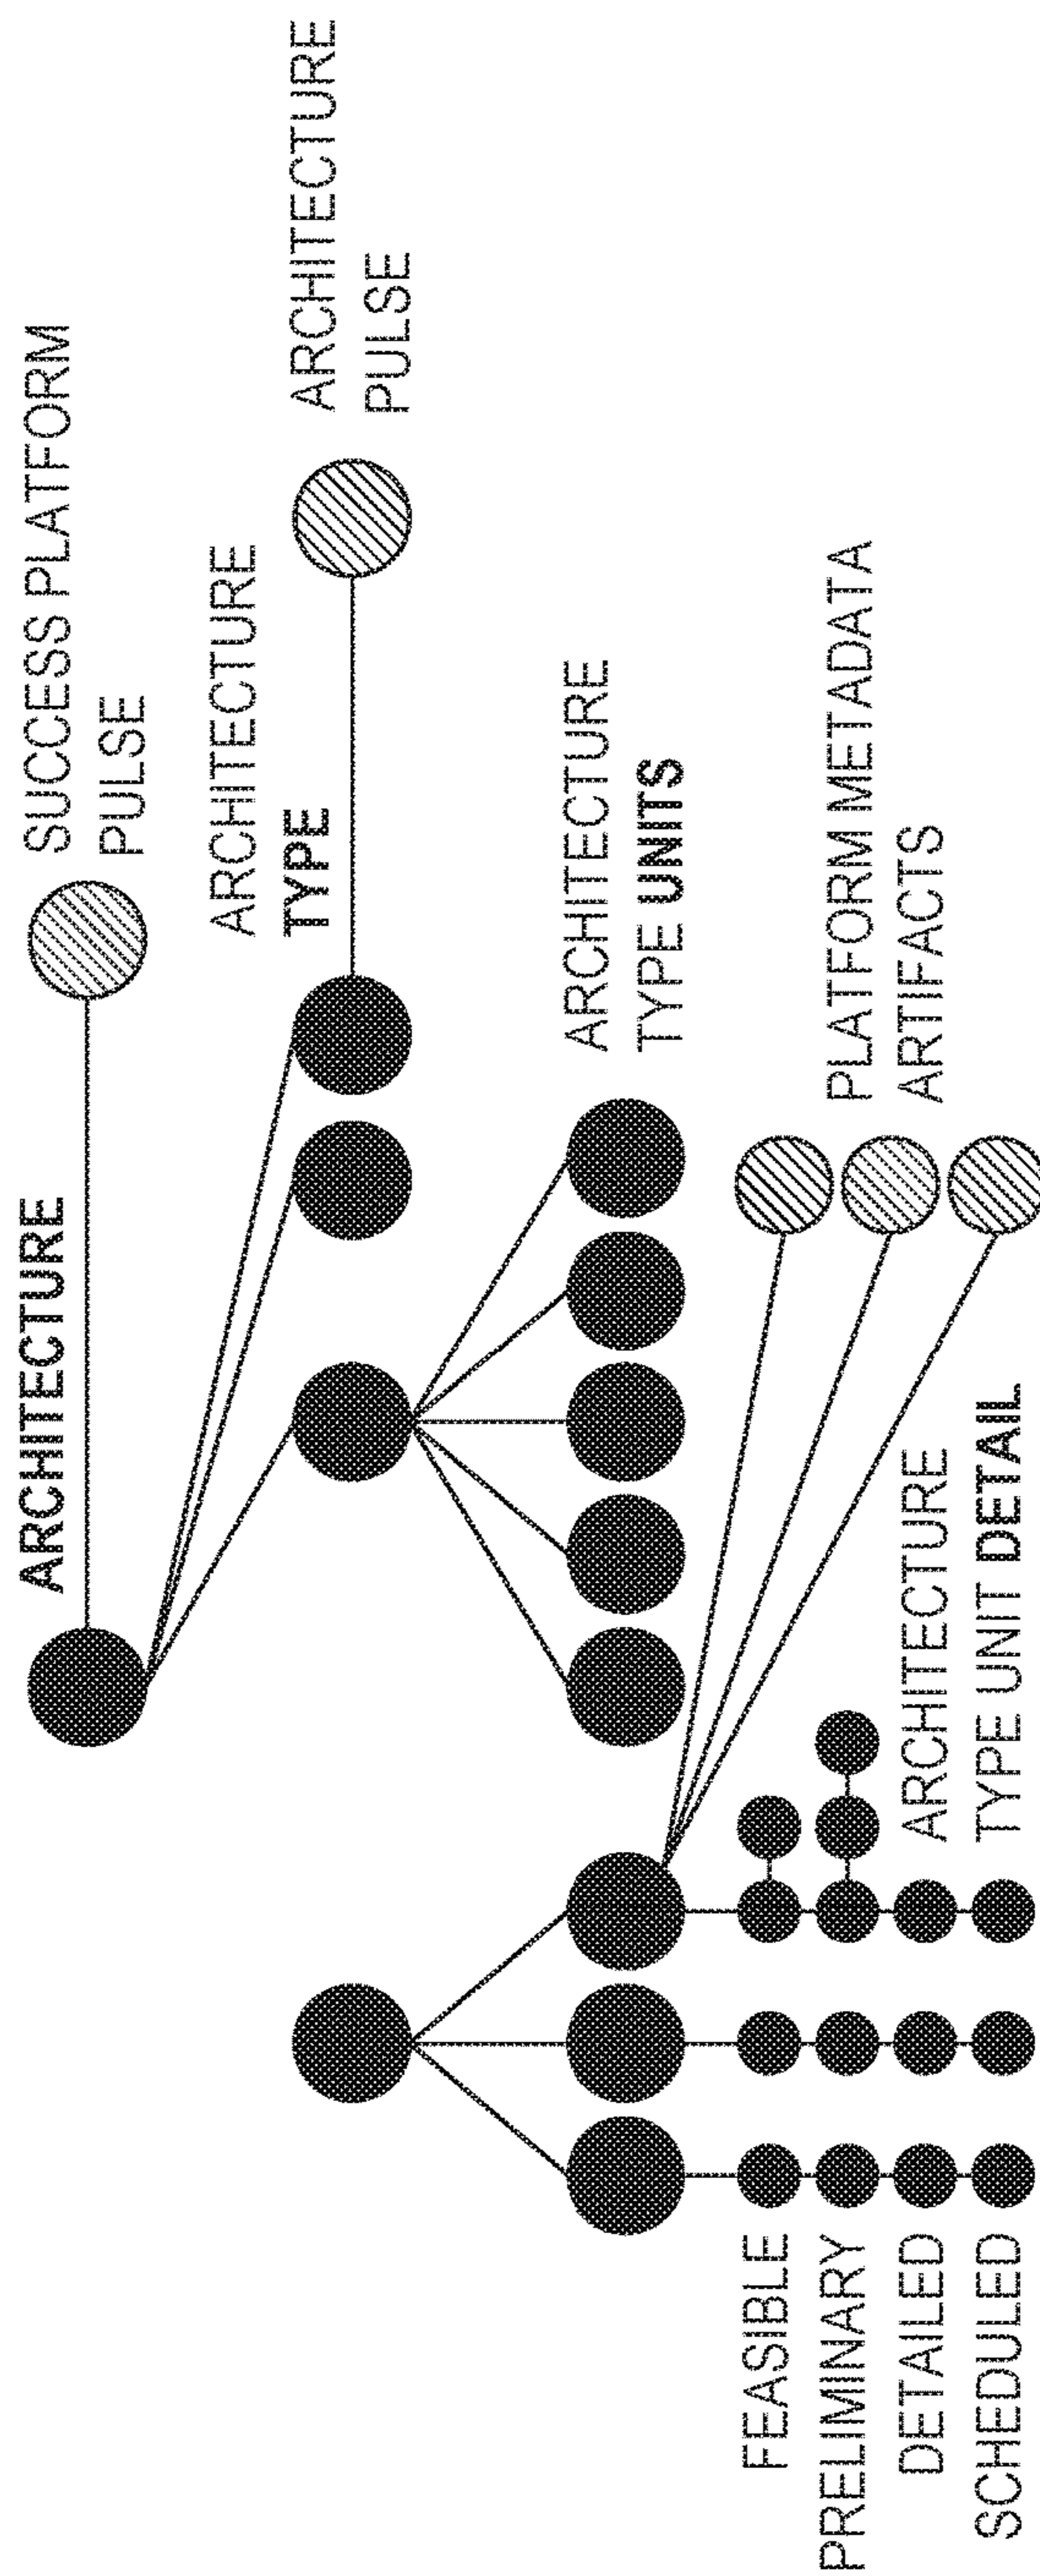 ARCHITECTURE
SUCCESS PLATFORM
PULSE
ARCHITECTURE
TYPE
ARCHITECTURE
PULSE
ARCHITECTURE
TYPE UNITS
PLATFORM METADATA
ARTIFACTS
FEASIBLE
PRELIMINARY
DETAILED
SCHEDULED
ARCHITECTURE
TYPE UNIT DETAIL